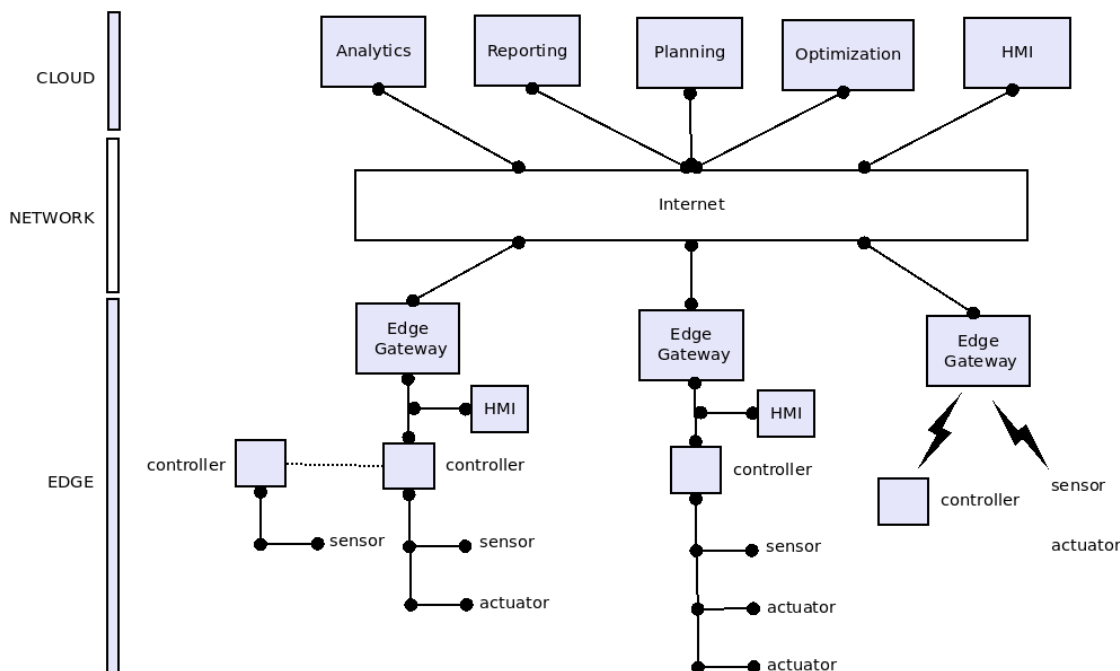 CLOUD
Analytics
Reporting
Planning
Optimization
HMI
NETWORK
Internet
EDGE
Edge
Gateway
Edge
Gateway
Edge
Gateway
HMI
HMI
controller
controller
controller
controller
sensor
sensor
sensor
sensor
actuator
actuator
actuator
actuator